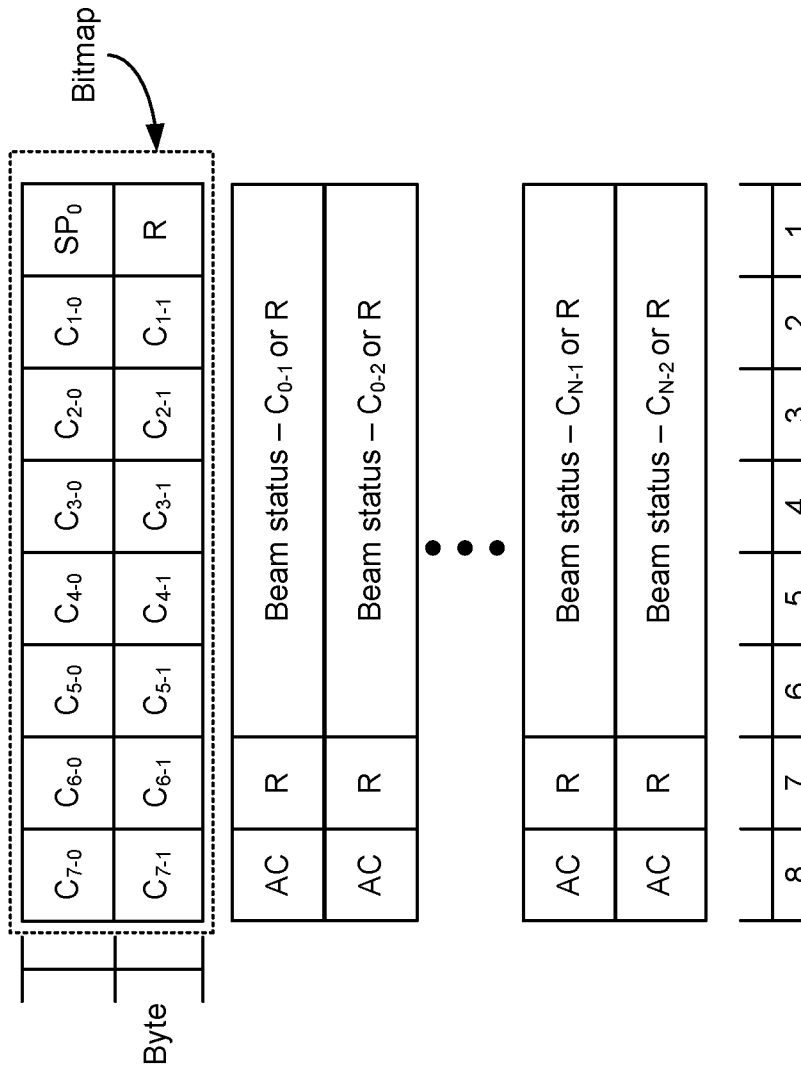 Bitmap
C7-0 C6-0 C5-0 C4-0 C3-0 C2-0 C1-0 SP0
Byte C7-1 C6-1 C5-1 C4-1 C3-1 C2-1 C1-1 R
AC R Beam status – C0-1 or R
AC R Beam status – C0-2 or R
AC R Beam status – CN-1 or R
AC R Beam status – CN-2 or R
8 7 6 5 4 3 2 1